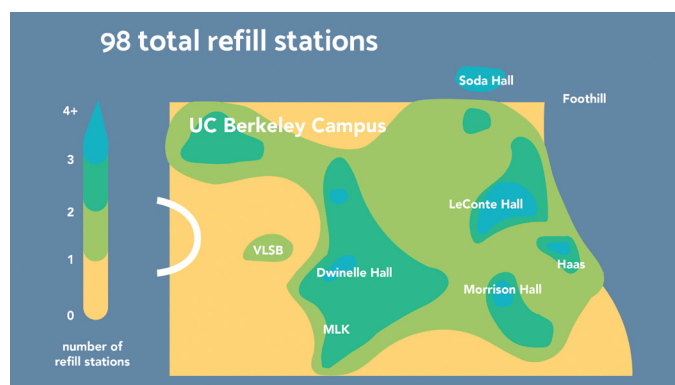 98 total refill stations
Soda Hall
Foothill
4+
UC Berkeley Campus
3
LeConte Hall
2
VLSB
1
Dwinelle Hall
Haas
Morrison Hall
0
MLK
number of
refill stations